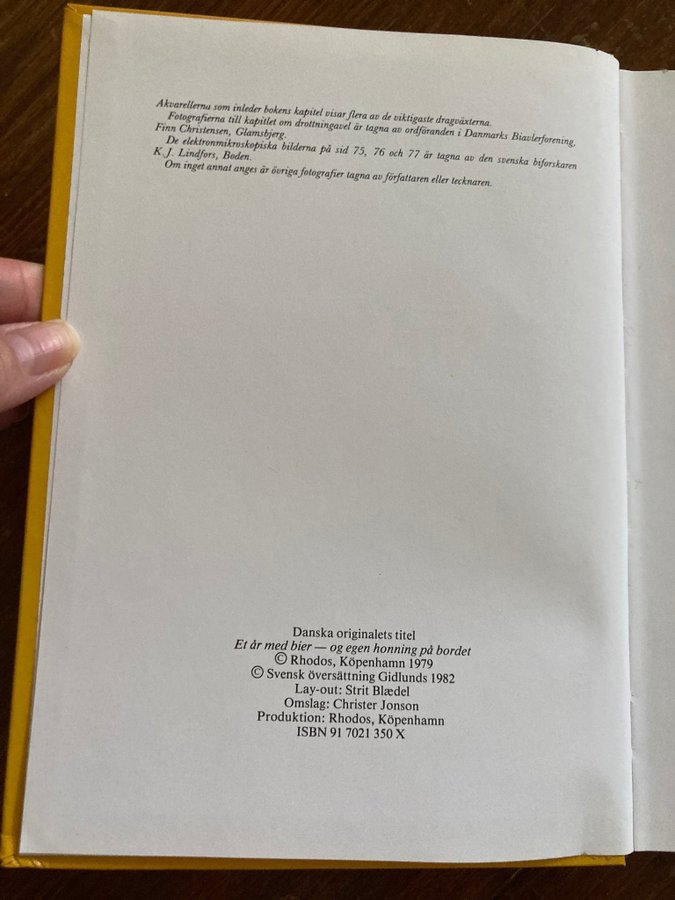 Akvarellerna som inleder bokens kapitel visar flera av de viktigaste dragväxterna.
Fotografierna till kapitlet om drottningavel är tagna av ordföranden i Danmarks Biavlerforening,
Finn Christensen, Glamsbjerg.
De elektronmikroskopiska bilderna på sid 75, 76 och 77 är tagna av den svenska biforskaren
K.J. Lindfors, Boden.
Om inget annat anges är övriga fotografier tagna av författaren eller tecknaren.
Danska originalets titel
Et år med bier — og egen honning på bordet
© Rhodos, Köpenhamn 1979
© Svensk översättning Gidlunds 1982
Lay-out: Strit Blædel
Omslag: Christer Jonson
Produktion: Rhodos, Köpenhamn
ISBN 91 7021 350 X